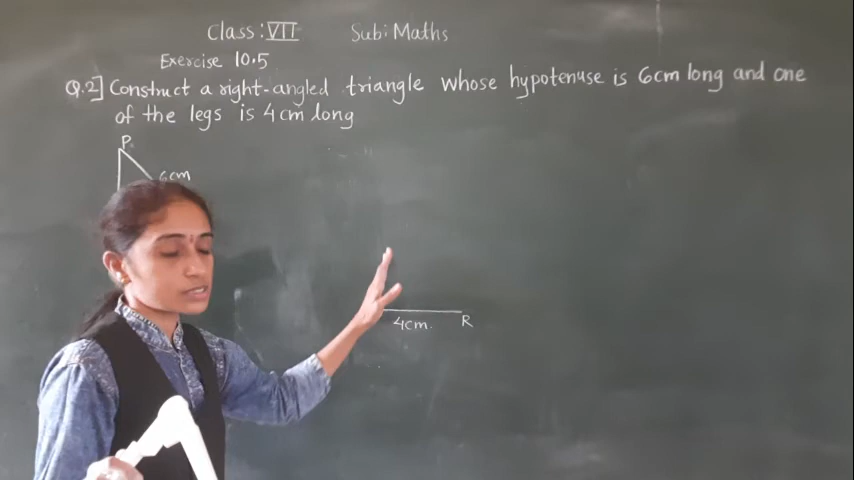 Class : VII Sub: Maths
Exercise 10.5
Q.2] Construct a right-angled triangle whose hypotenuse is 6cm long and one
of the legs is 4cm long
P
6cm
4cm. R